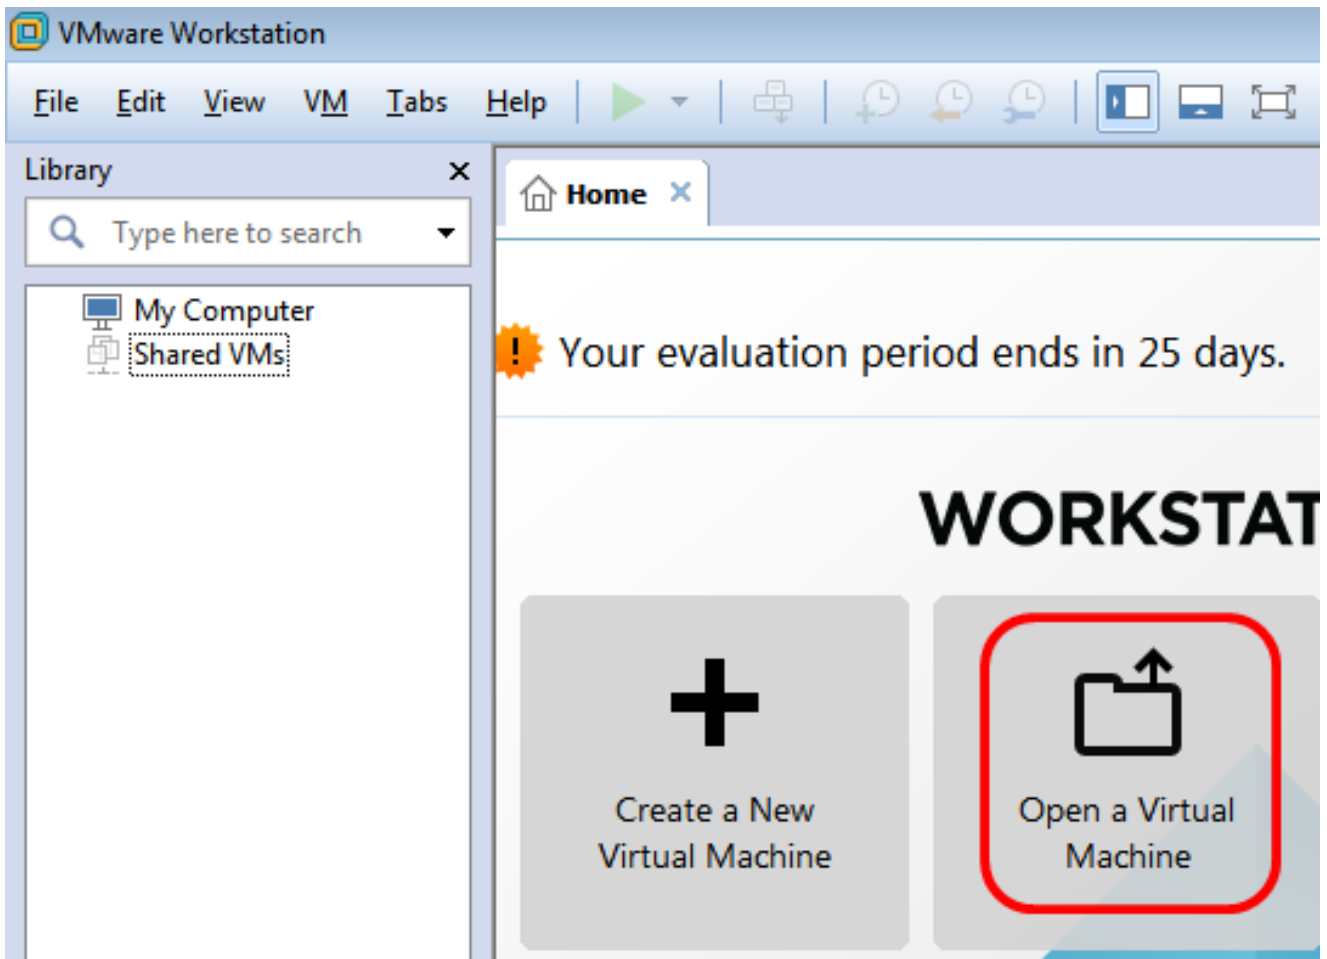 VMware Workstation
File Edit View VM Tabs Help
Library
Home
Type here to search
My Computer
Shared VMs
! Your evaluation period ends in 25 days.
WORKSTAT
Create a New
Virtual Machine
Open a Virtual
Machine